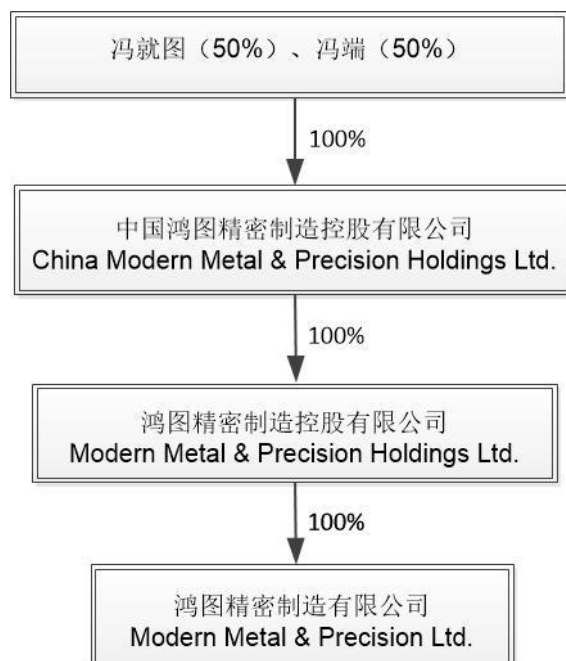 冯就图（50%）、冯端（50%）
100%
中国鸿图精密制造控股有限公司
China Modern Metal & Precision Holdings Ltd.
100%
鸿图精密制造控股有限公司
Modern Metal & Precision Holdings Ltd.
100%
鸿图精密制造有限公司
Modern Metal & Precision Ltd.